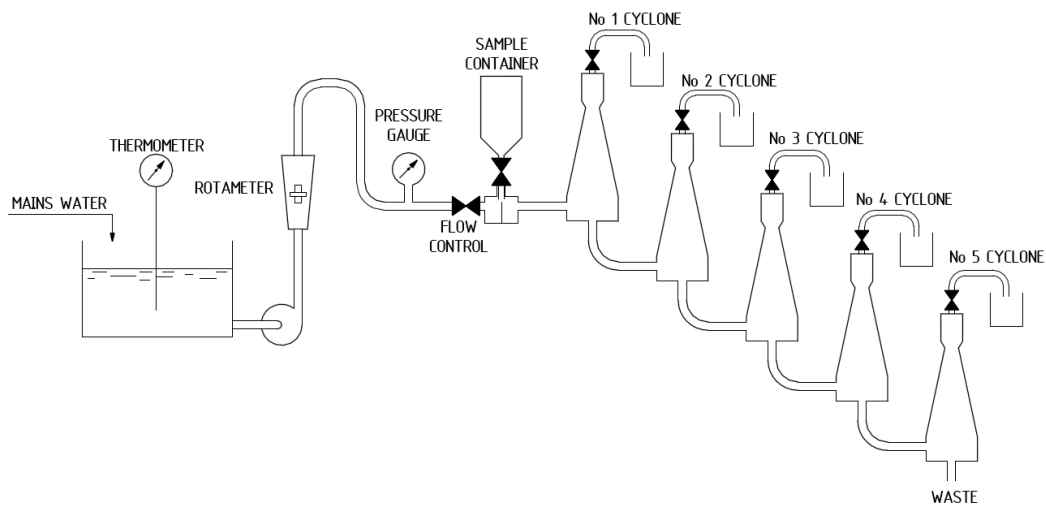 No 1 CYCLONE
SAMPLE
CONTAINER
No 2 CYCLONE
PRESSURE
GAUGE
THERMOMETER
No 3 CYCLONE
ROTAMETER
MAINS WATER
No 4 CYCLONE
FLOW
CONTROL
No 5 CYCLONE
WASTE